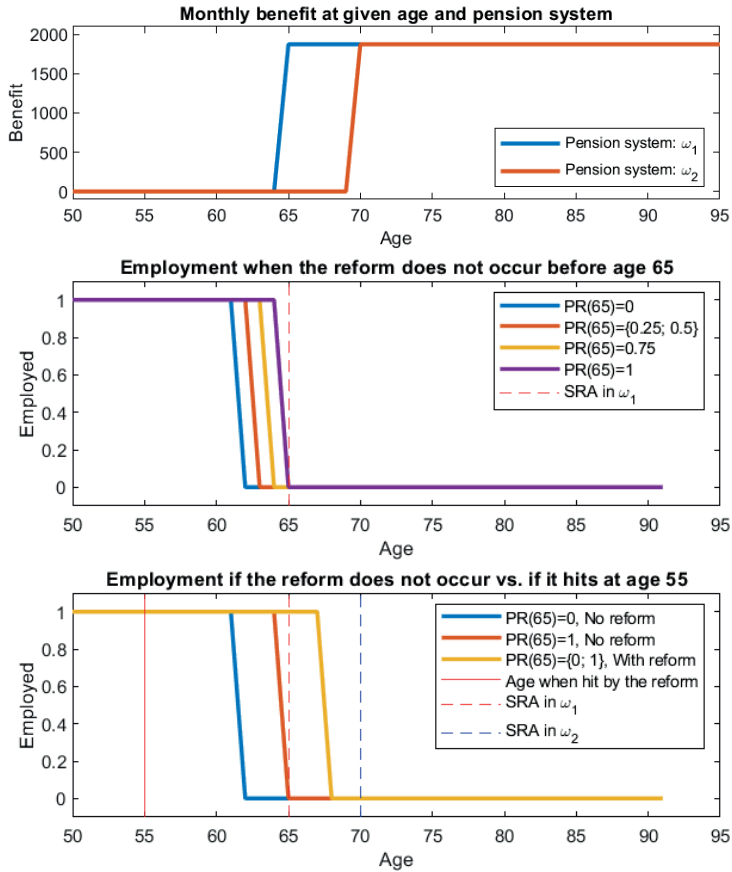 Monthly benefit at given age and pension system
2000
1500
1000
500
0
Benefit
Pension system: ω1
Pension system: ω2
50 55 60 65 70 75 80 85 90 95
Age
Employment when the reform does not occur before age 65
1
0.8
0.6
0.4
0.2
0
Employed
PR(65)=0
PR(65)={0.25; 0.5}
PR(65)=0.75
PR(65)=1
SRA in ω1
50 55 60 65 70 75 80 85 90 95
Age
Employment if the reform does not occur vs. if it hits at age 55
1
0.8
0.6
0.4
0.2
0
Employed
PR(65)=0, No reform
PR(65)=1, No reform
PR(65)={0; 1}, With reform
Age when hit by the reform
SRA in ω1
SRA in ω2
50 55 60 65 70 75 80 85 90 95
Age